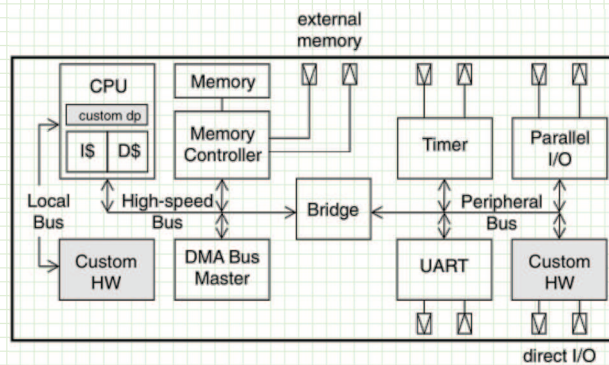 external
memory
CPU
custom dp
I$ D$
Memory
Memory
Controller
Timer
Parallel
I/O
Local
Bus
High-speed
Bus
Bridge
Peripheral
Bus
Custom
HW
DMA Bus
Master
UART
Custom
HW
direct I/O